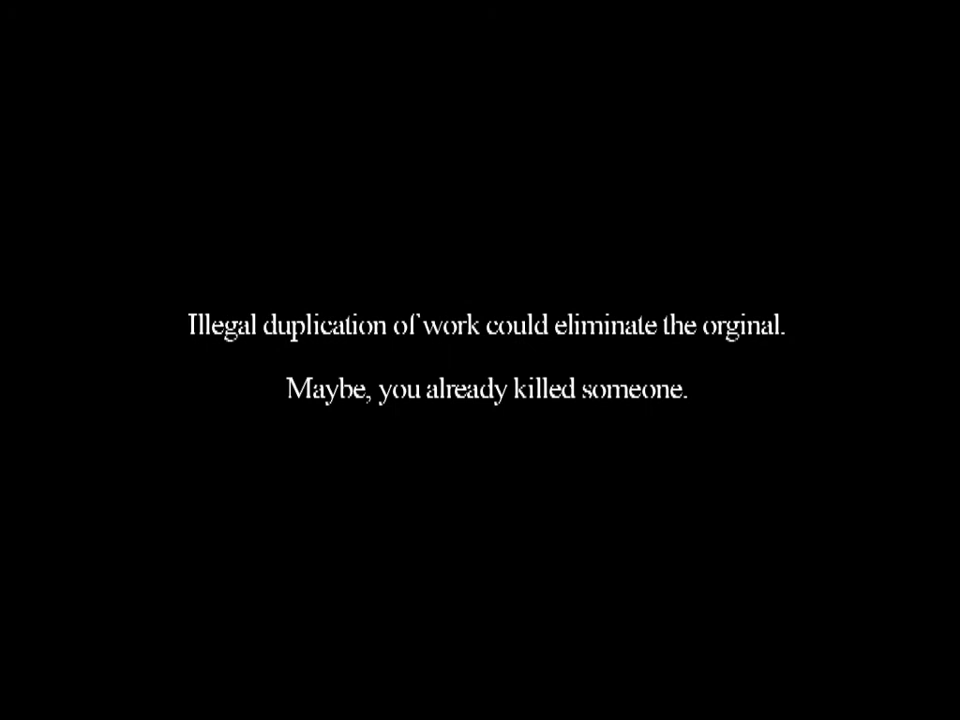 Illegal duplication of work could eliminate the orginal.
Maybe, you already killed someone.